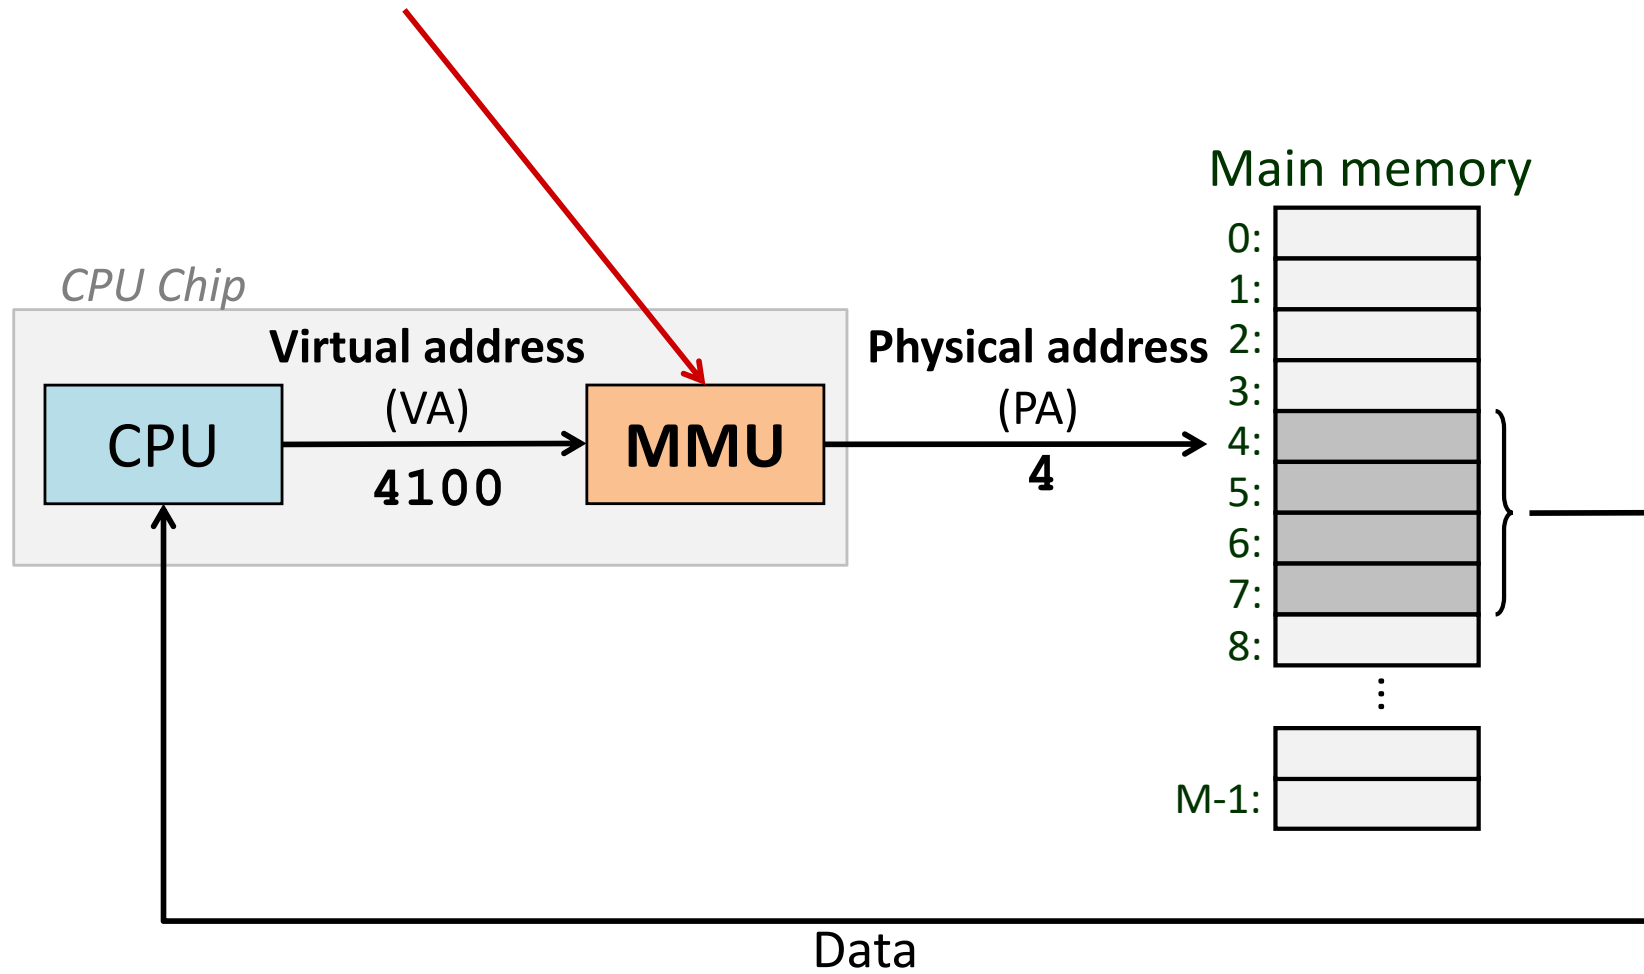 Main memory
0:
1:
2:
3:
4:
5:
6:
7:
8:
...
M-1:
CPU Chip
Virtual address
(VA)
4100
CPU
MMU
Physical address
(PA)
4
Data